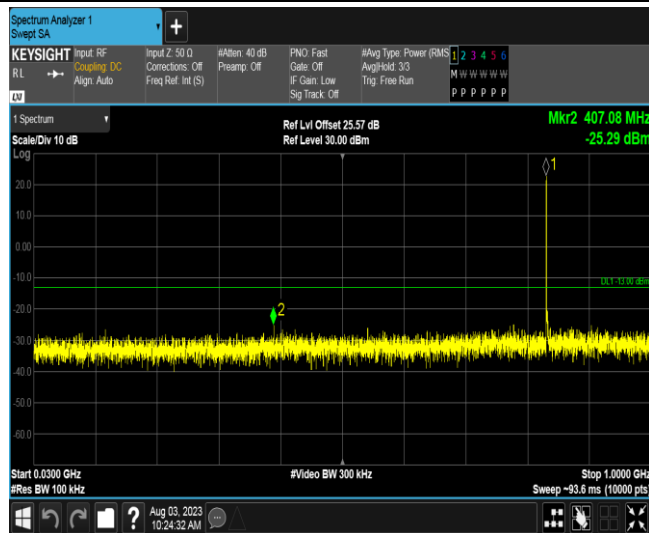 Spectrum Analyzer 1
Swept SA
+
KEYSIGHT
RL
Input: RF
Coupling: DC
Align: Auto
Input Z: 50 Ω
Corrections: Off
Freq Ref: Int (S)
#Atten: 40 dB
Preamp: Off
PNO: Fast
Gate: Off
IF Gain: Low
Sig Track: Off
#Avg Type: Power (RMS
Avg|Hold: 3/3
Trig: Free Run
1 2 3 4 5 6
M W W W W W
P P P P P P
LXI
1 Spectrum
Scale/Div 10 dB
Log
Ref Lvl Offset 25.57 dB
Ref Level 30.00 dBm
Mkr2 407.08 MHz
-25.29 dBm
1
20.0
10.0
0.00
-10.0
DL1 -13.00 dBm
-20.0
2
-30.0
-40.0
-50.0
-60.0
Start 0.0300 GHz
#Video BW 300 kHz
Stop 1.0000 GHz
#Res BW 100 kHz
Sweep ~93.6 ms (10000 pts)
?
Aug 03, 2023
10:24:32 AM